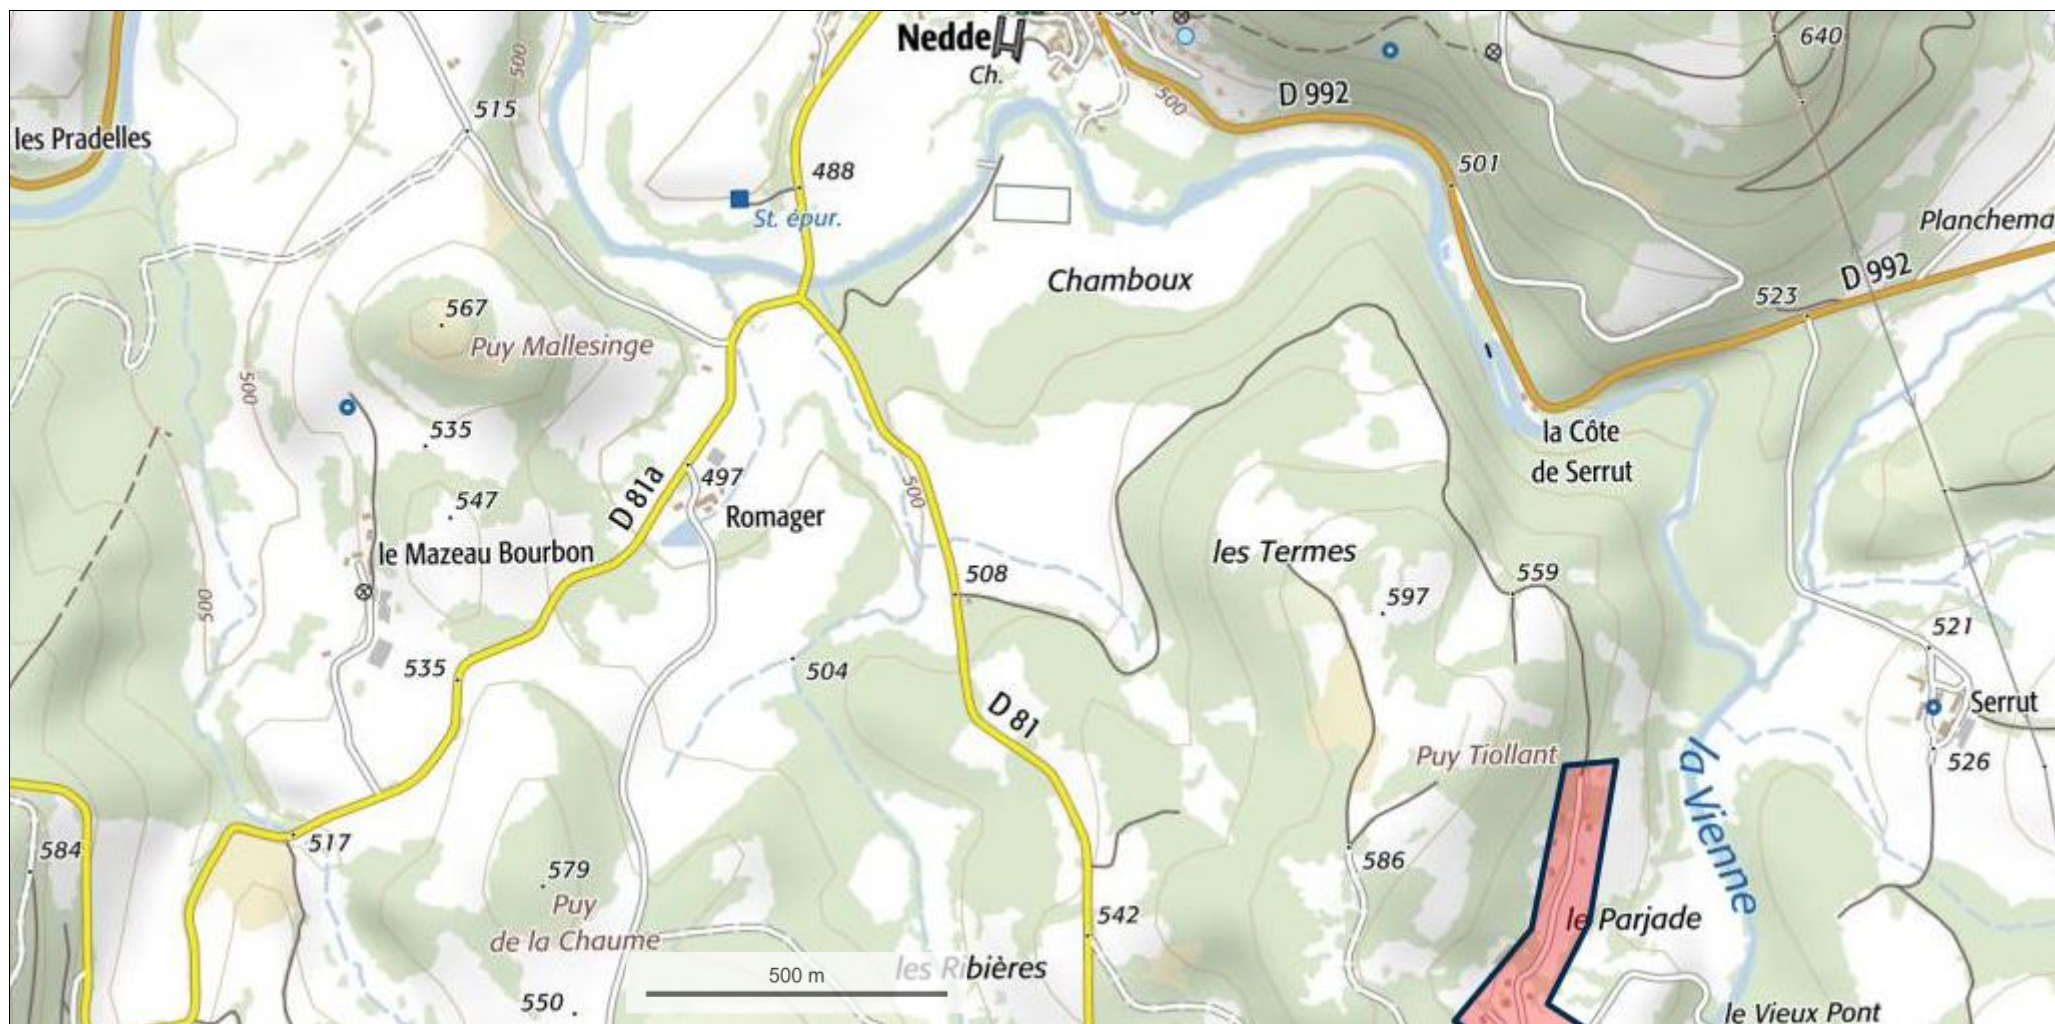 Nedde
Ch.
500
640
D 992
500
515
les Pradelles
501
488
St. épur.
Planchema
Chamboux
D 992
523
567
Puy Mallesinge
500
535
la Côte
de Serrut
497
D 81a
500
547
Romager
le Mazeau Bourbon
les Termes
508
559
597
500
521
535
504
Serrut
D 81
Puy Tiollant
526
la Vienne
517
584
586
579
Puy
de la Chaume
542
le Parjade
les Ribières
500 m
550
le Vieux Pont